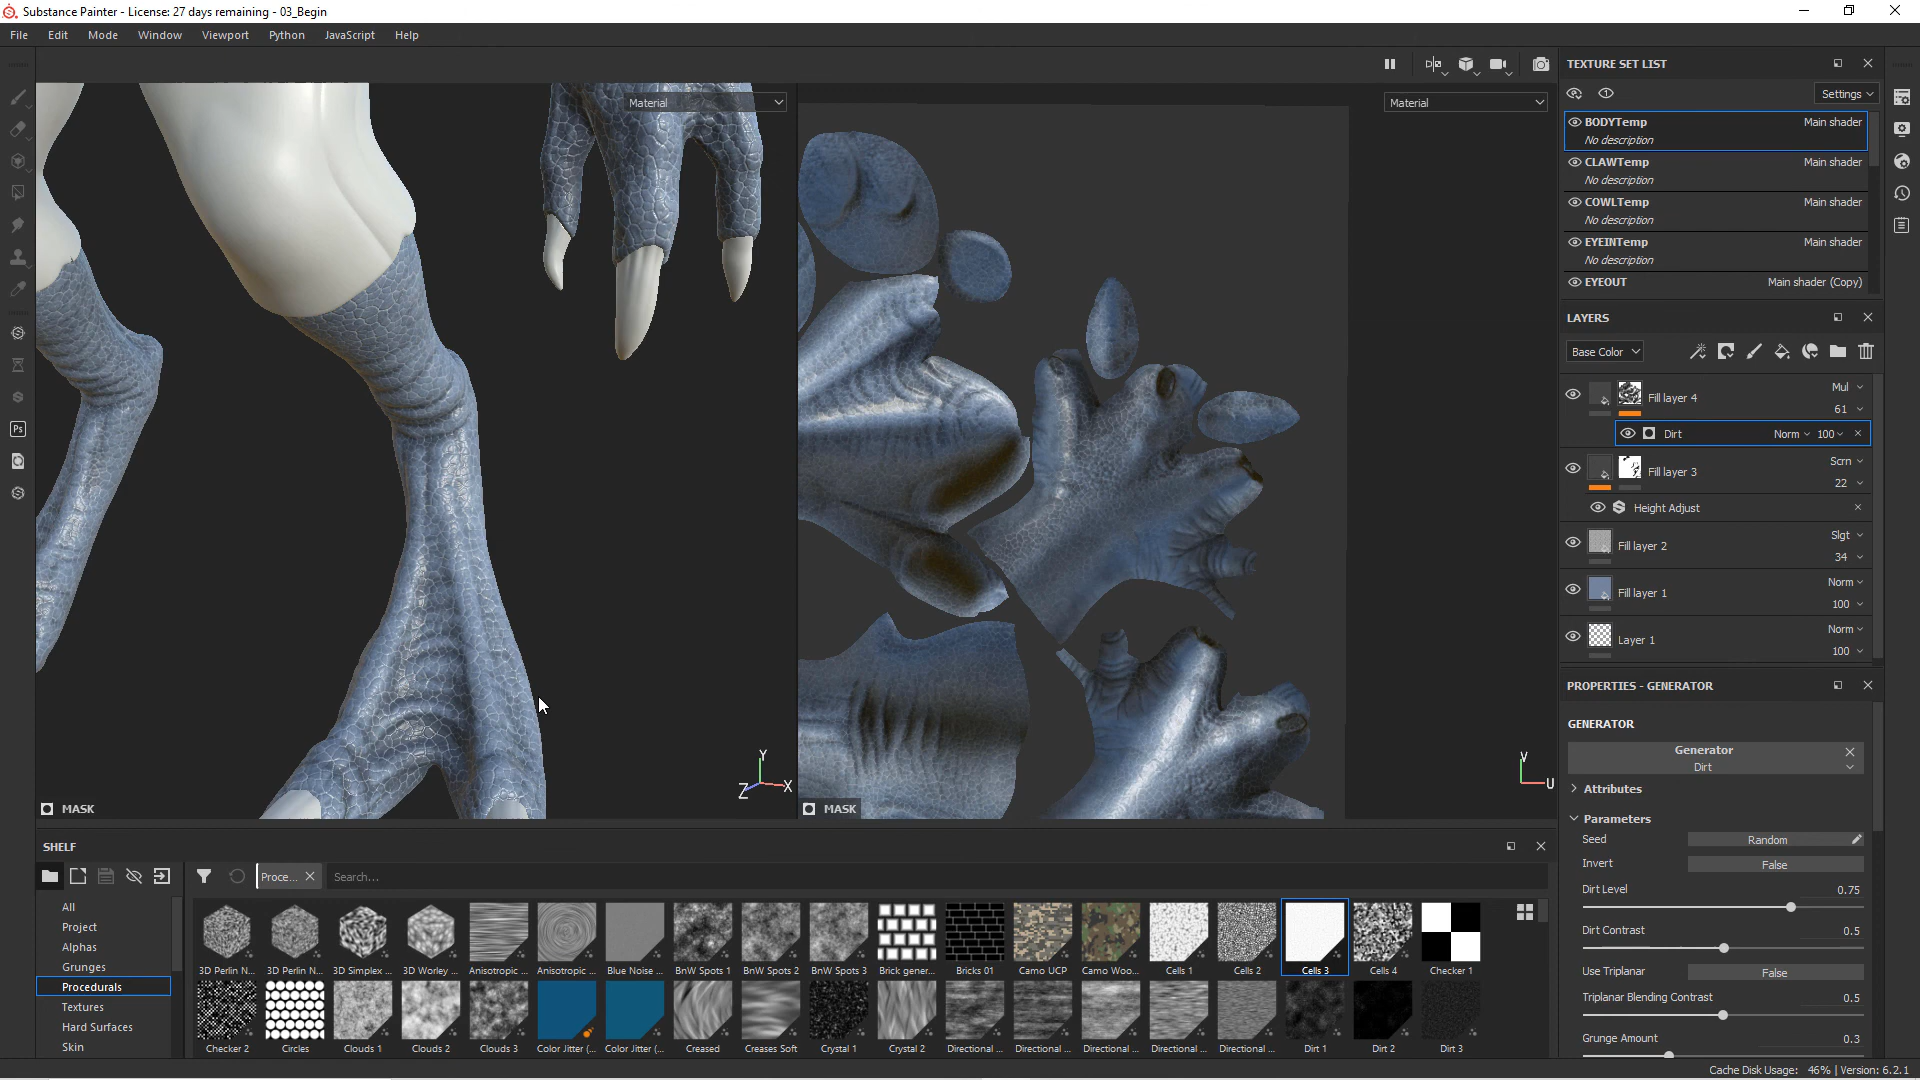 Substance Painter - License: 27 days remaining - 03_Begin
File Edit Mode Window Viewport Python JavaScript Help
Material
Material
TEXTURE SET LIST
Settings
BODYTemp Main shader
No description
CLAWTemp Main shader
No description
COWLTemp Main shader
No description
EYEINTemp Main shader
No description
EYEOUT Main shader (Copy)
LAYERS
Base Color
Fill layer 4 Mul
61
Dirt Norm 100
Fill layer 3 Scrn
22
Height Adjust
Fill layer 2 Slgt
34
Fill layer 1 Norm
100
Layer 1 Norm
100
Ps
Y
Z X
V
U
MASK
MASK
PROPERTIES - GENERATOR
GENERATOR
Generator
Dirt
Attributes
Parameters
Seed Random
Invert False
Dirt Level 0.75
Dirt Contrast 0.5
Use Triplanar False
Triplanar Blending Contrast 0.5
Grunge Amount 0.3
SHELF
Proce... Search...
All
Project
Alphas
Grunges
Procedurals
Textures
Hard Surfaces
Skin
3D Perlin N... 3D Perlin N... 3D Simplex ... 3D Worley ... Anisotropic ... Anisotropic ... Blue Noise ... BnW Spots 1 BnW Spots 2 BnW Spots 3 Brick gener... Bricks 01 Camo UCP Camo Woo... Cells 1 Cells 2 Cells 3 Cells 4 Checker 1
Checker 2 Circles Clouds 1 Clouds 2 Clouds 3 Color Jitter (... Color Jitter (... Creased Creases Soft Crystal 1 Crystal 2 Directional ... Directional ... Directional ... Directional ... Directional ... Dirt 1 Dirt 2 Dirt 3
Cache Disk Usage: 46% | Version: 6.2.1